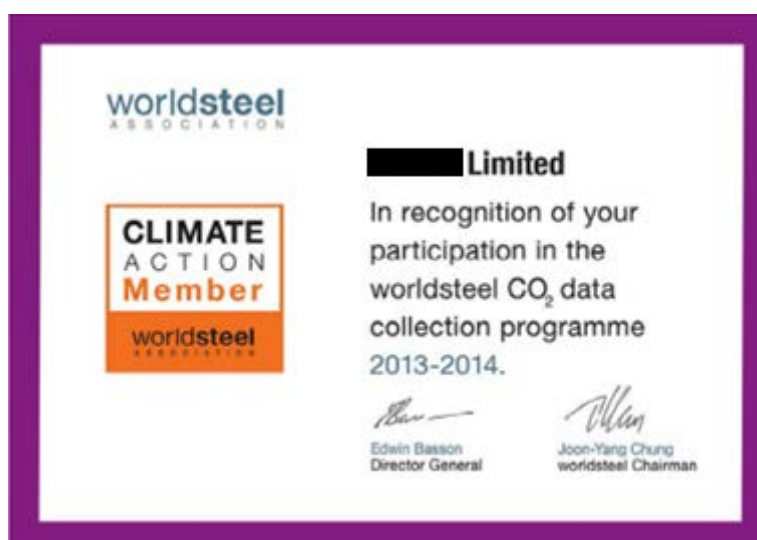 worldsteel
ASSOCIATION
CLIMATE
ACTION
Member
worldsteel
ASSOCIATION
Limited
In recognition of your
participation in the
worldsteel CO₂ data
collection programme
2013-2014.
Edwin Basson
Director General
Joon-Yang Chung
worldsteel Chairman